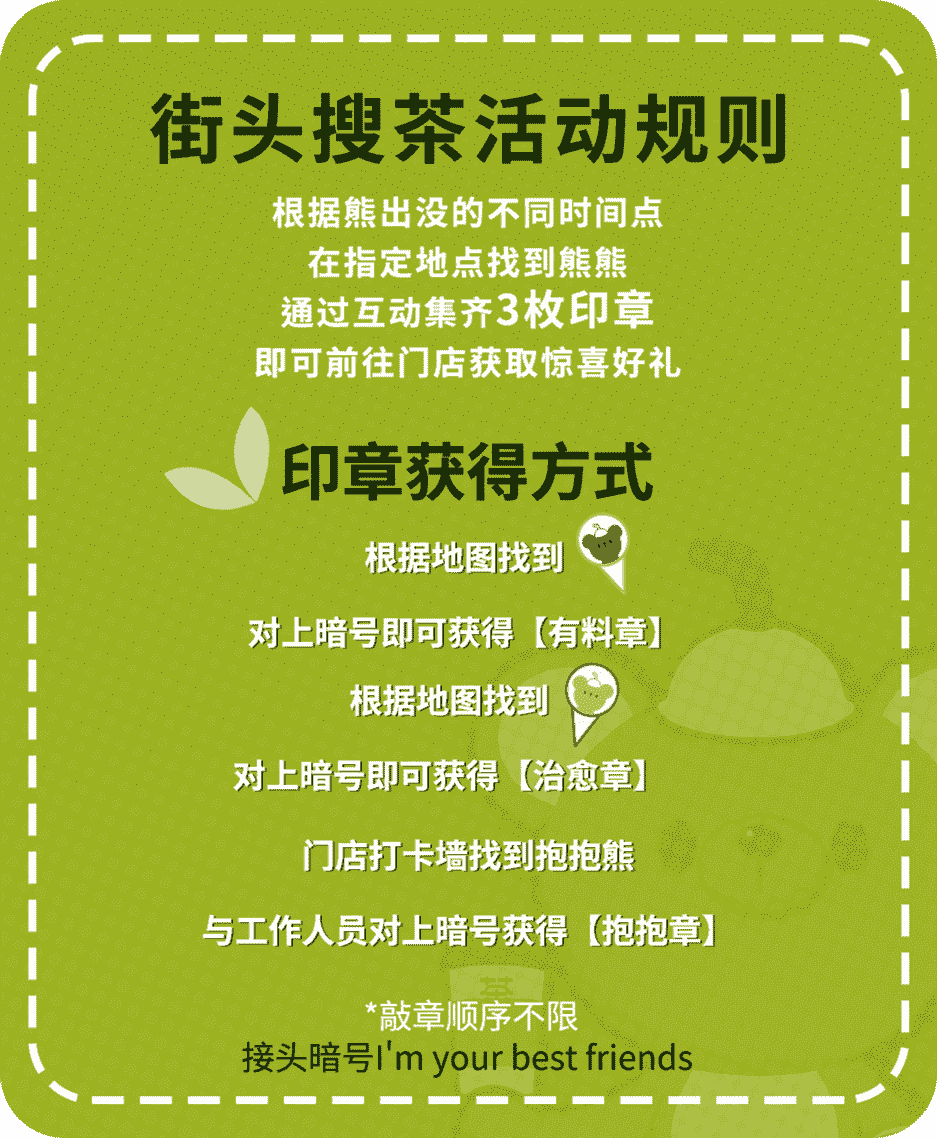 街头搜茶活动规则
根据熊出没的不同时间点
在指定地点找到熊熊
通过互动集齐3枚印章
即可前往门店获取惊喜好礼
印章获得方式
根据地图找到
对上暗号即可获得【有料章】
根据地图找到
对上暗号即可获得【治愈章】
门店打卡墙找到抱抱熊
与工作人员对上暗号获得【抱抱章】
茶
*敲章顺序不限
接头暗号I'm your best friends